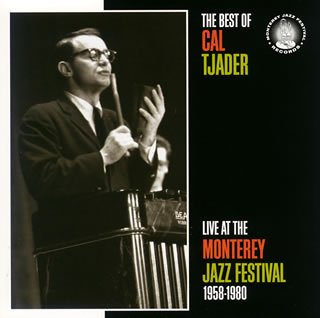 THE BEST OF
CAL
TJADER
MONTEREY JAZZ FESTIVAL
RECORDS
LIVE AT THE
MONTEREY
JAZZ FESTIVAL
1958-1980